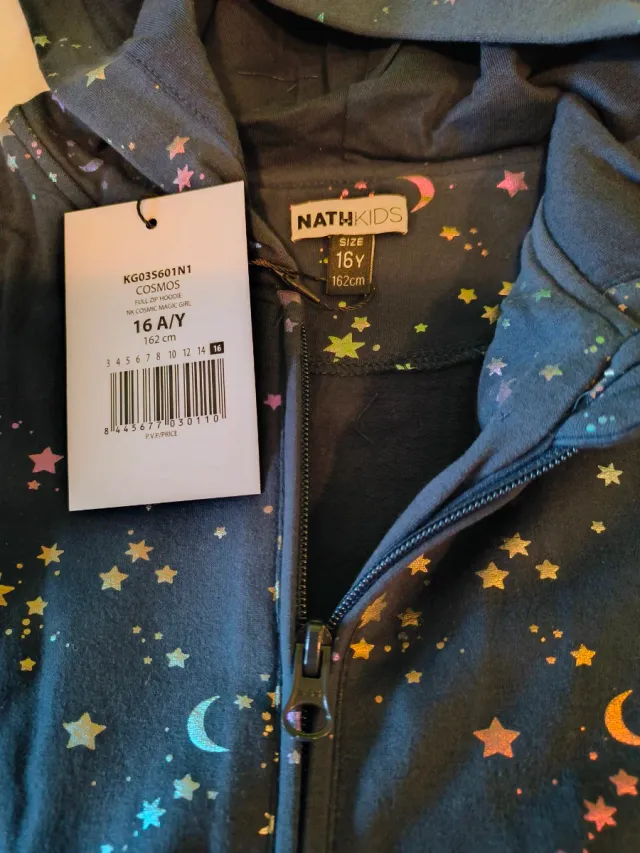 KG03S601N1
COSMOS
FULL ZIP HOODIE
NK COSMIC MAGIC GIRL
16 A/Y
162 cm
3 4 5 6 7 8 10 12 14 16
8 445677 030110
P.V.P/PRICE
NATHKIDS
SIZE
16Y
162cm